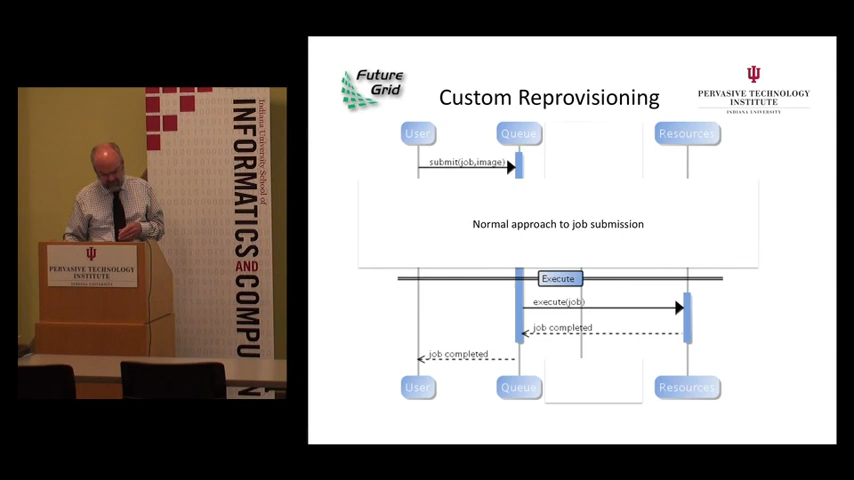 Indiana University School of
INFORMATICS AND COMPU
PERVASIVE TECHNOLOGY
INSTITUTE
INDIANA UNIVERSITY
Future
Grid
Custom Reprovisioning
PERVASIVE TECHNOLOGY
INSTITUTE
INDIANA UNIVERSITY
User
Queue
Resources
submit(job,image)
Normal approach to job submission
Execute
execute(job)
job completed
job completed
User
Queue
Resources